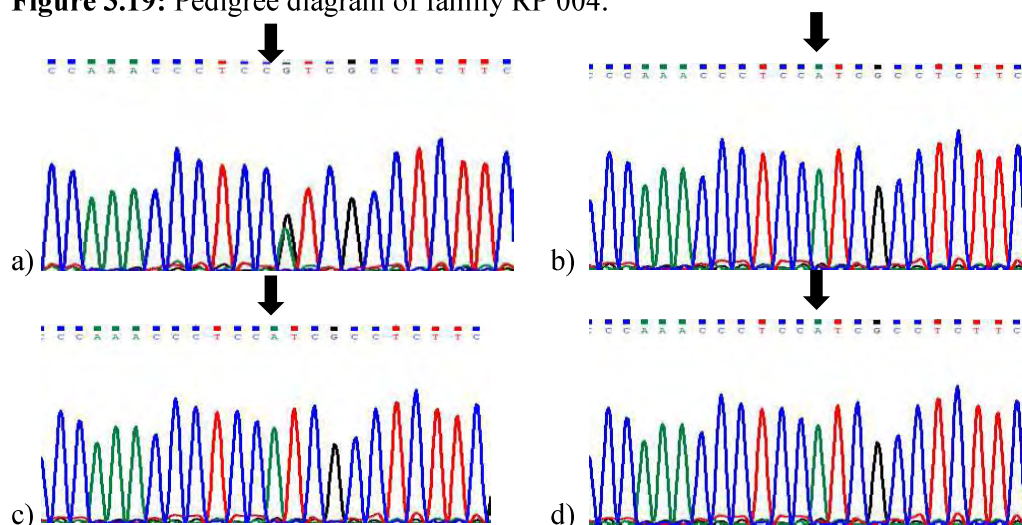 Figure 3.19: Pedigree diagram of family RP 004.
C C A A A C C C T C C G T C G C C T C T T C
C C C A A A C C C T C C A T C G C C T C T T C
a)
b)
C C C A A A C C C T C C A T C G C C T C T T C
C C C A A A C C C T C C A T C G C C T C T T C
c)
d)